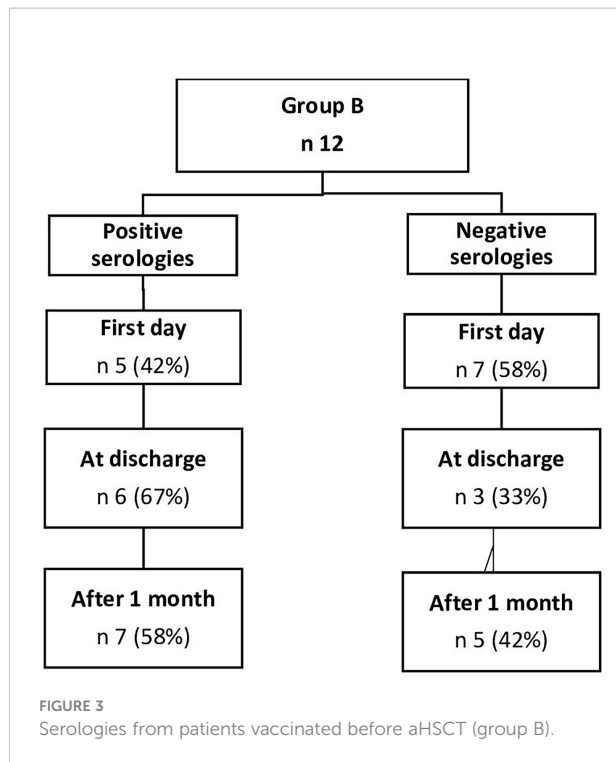 Group B
n 12
Positive
serologies
First day
n 5 (42%)
At discharge
n 6 (67%)
After 1 month
n 7 (58%)
Negative
serologies
First day
n 7 (58%)
At discharge
n 3 (33%)
After 1 month
n 5 (42%)
FIGURE 3
Serologies from patients vaccinated before aHSCT (group B).